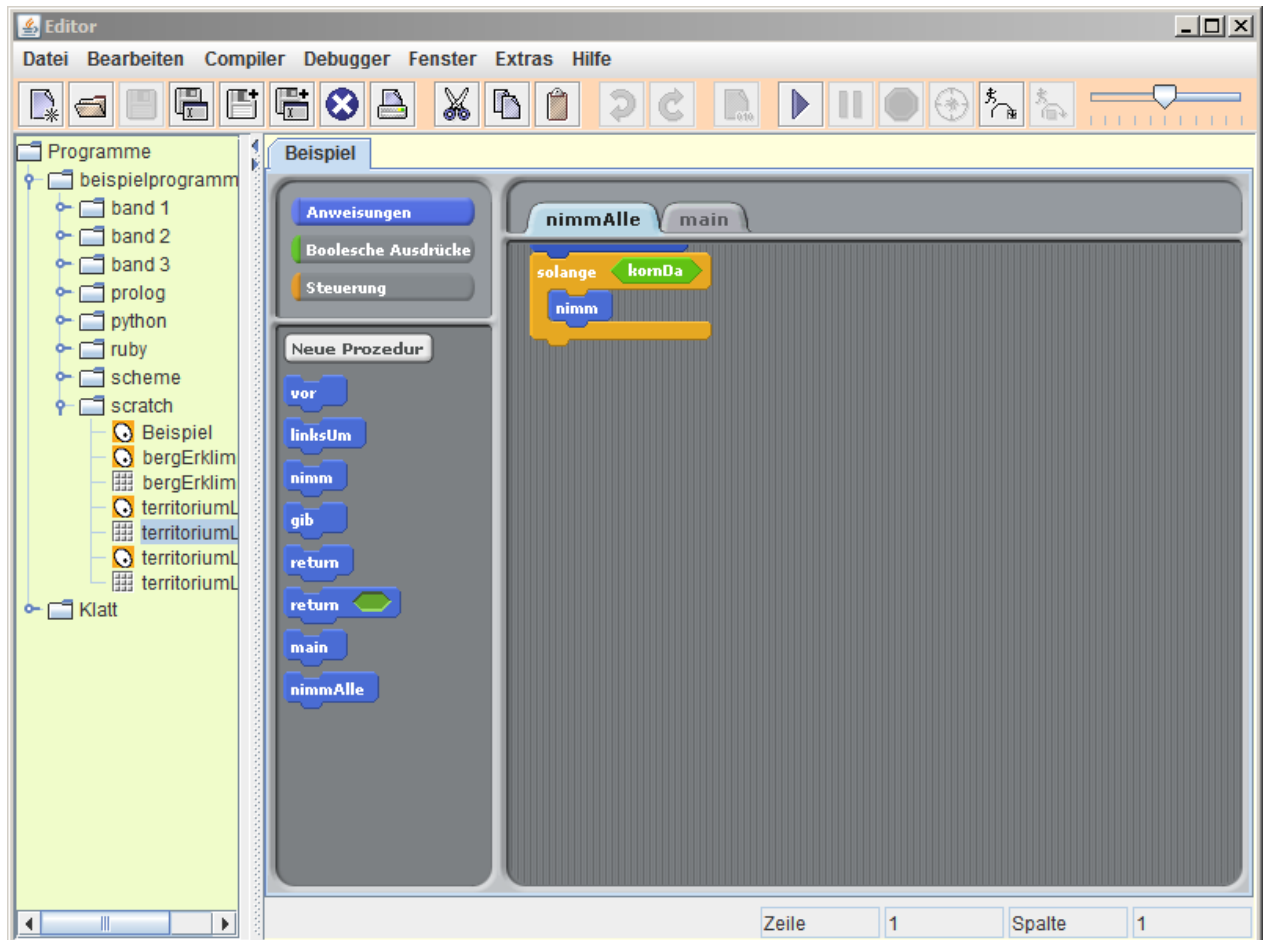 Editor
Datei Bearbeiten Compiler Debugger Fenster Extras Hilfe
Programme
beispielprogramm
band 1
band 2
band 3
prolog
python
ruby
scheme
scratch
Beispiel
bergErklim
bergErklim
territoriumL
territoriumL
territoriumL
territoriumL
Klatt
Beispiel
Anweisungen
Boolesche Ausdrücke
Steuerung
Neue Prozedur
vor
linksUm
nimm
gib
return
return
main
nimmAlle
nimmAlle main
solange kornDa
nimm
Zeile 1 Spalte 1